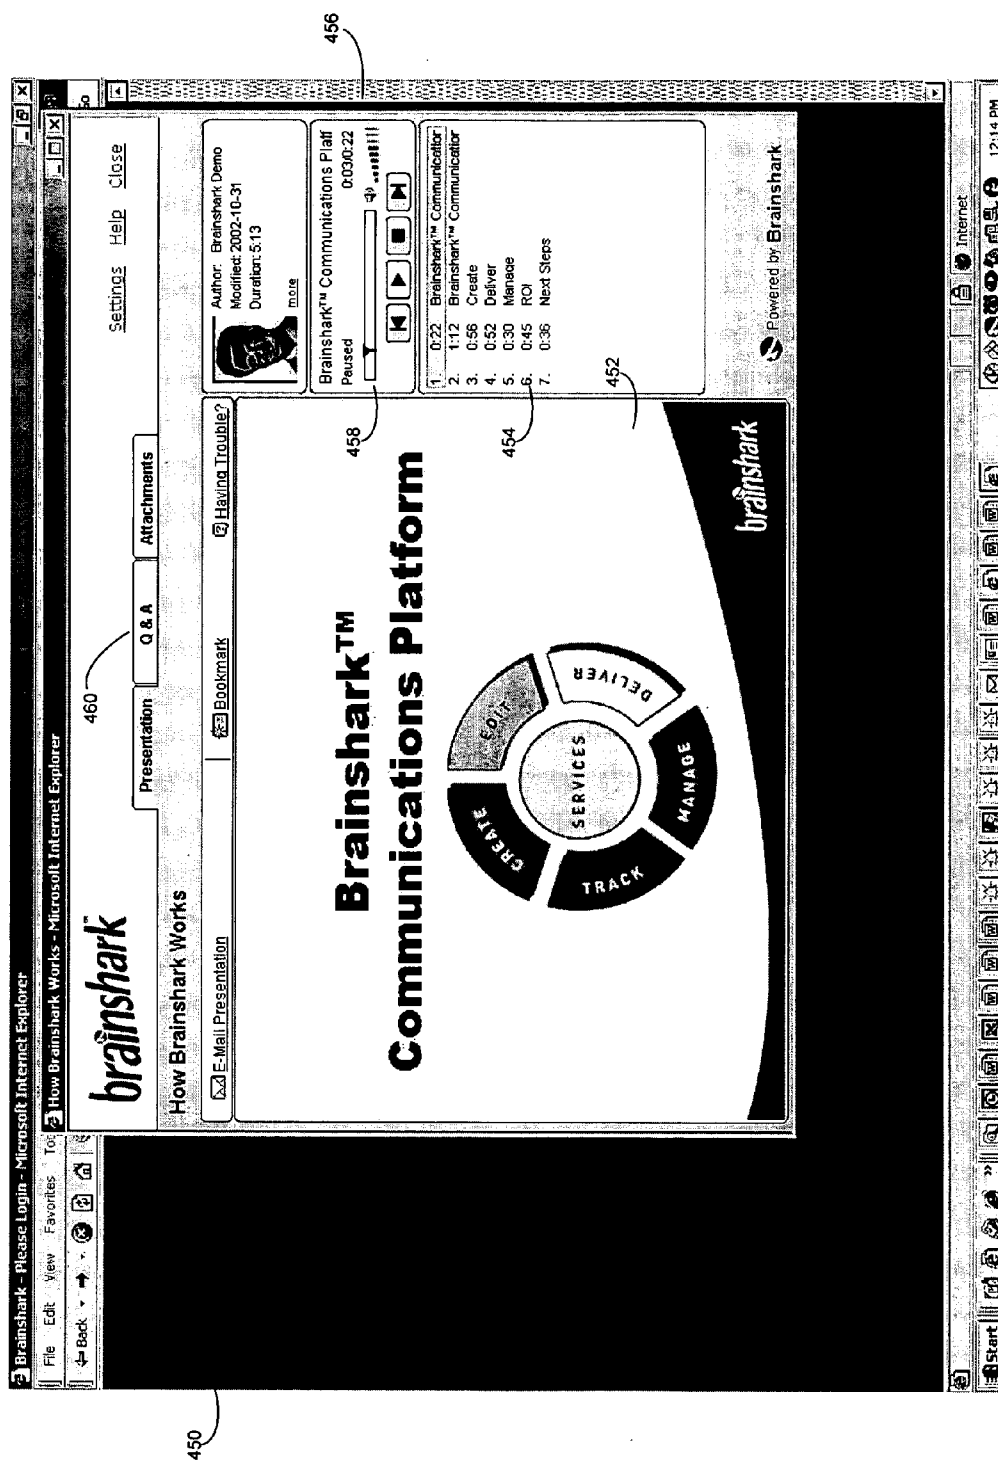 Brainshark - Please Login - Microsoft Internet Explorer
File Edit View Favorites
Back
How Brainshark Works - Microsoft Internet Explorer
brainshark
Settings Help Close
Presentation Q & A Attachments
How Brainshark Works
E-Mail Presentation Bookmark Having Trouble?
Brainshark™
Communications Platform
CREATE
EDIT
DELIVER
MANAGE
TRACK
SERVICES
brainshark
Author: Brainshark Demo
Modified: 2002-10-31
Duration: 5:13
more
Brainshark™ Communications Platf
Paused 0:03/0:22
1. 0:22 Brainshark™ Communication
2. 1:12 Brainshark™ Communication
3. 0:56 Create
4. 0:52 Deliver
5. 0:30 Manage
6. 0:45 ROI
7. 0:36 Next Steps
Powered by Brainshark
Internet
Start
12:14 PM
450
452
454
456
458
460